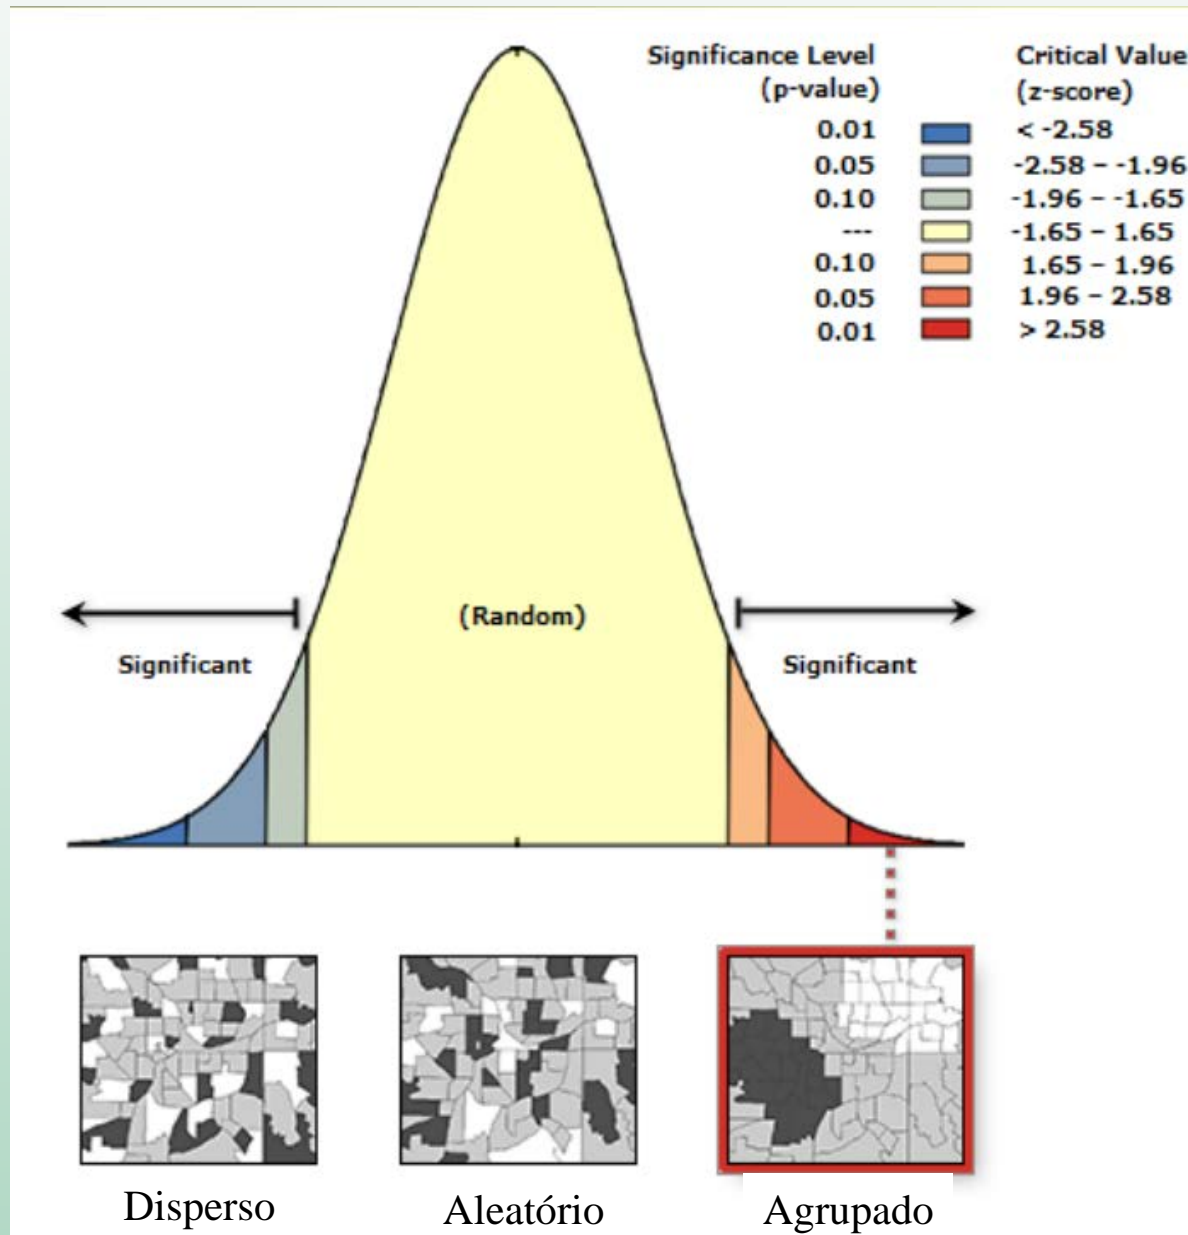 Significance Level Critical Value
(p-value) (z-score)
0.01 < -2.58
0.05 -2.58 – -1.96
0.10 -1.96 – -1.65
--- -1.65 – 1.65
0.10 1.65 – 1.96
0.05 1.96 – 2.58
0.01 > 2.58
(Random)
Significant Significant
Disperso Aleatório Agrupado